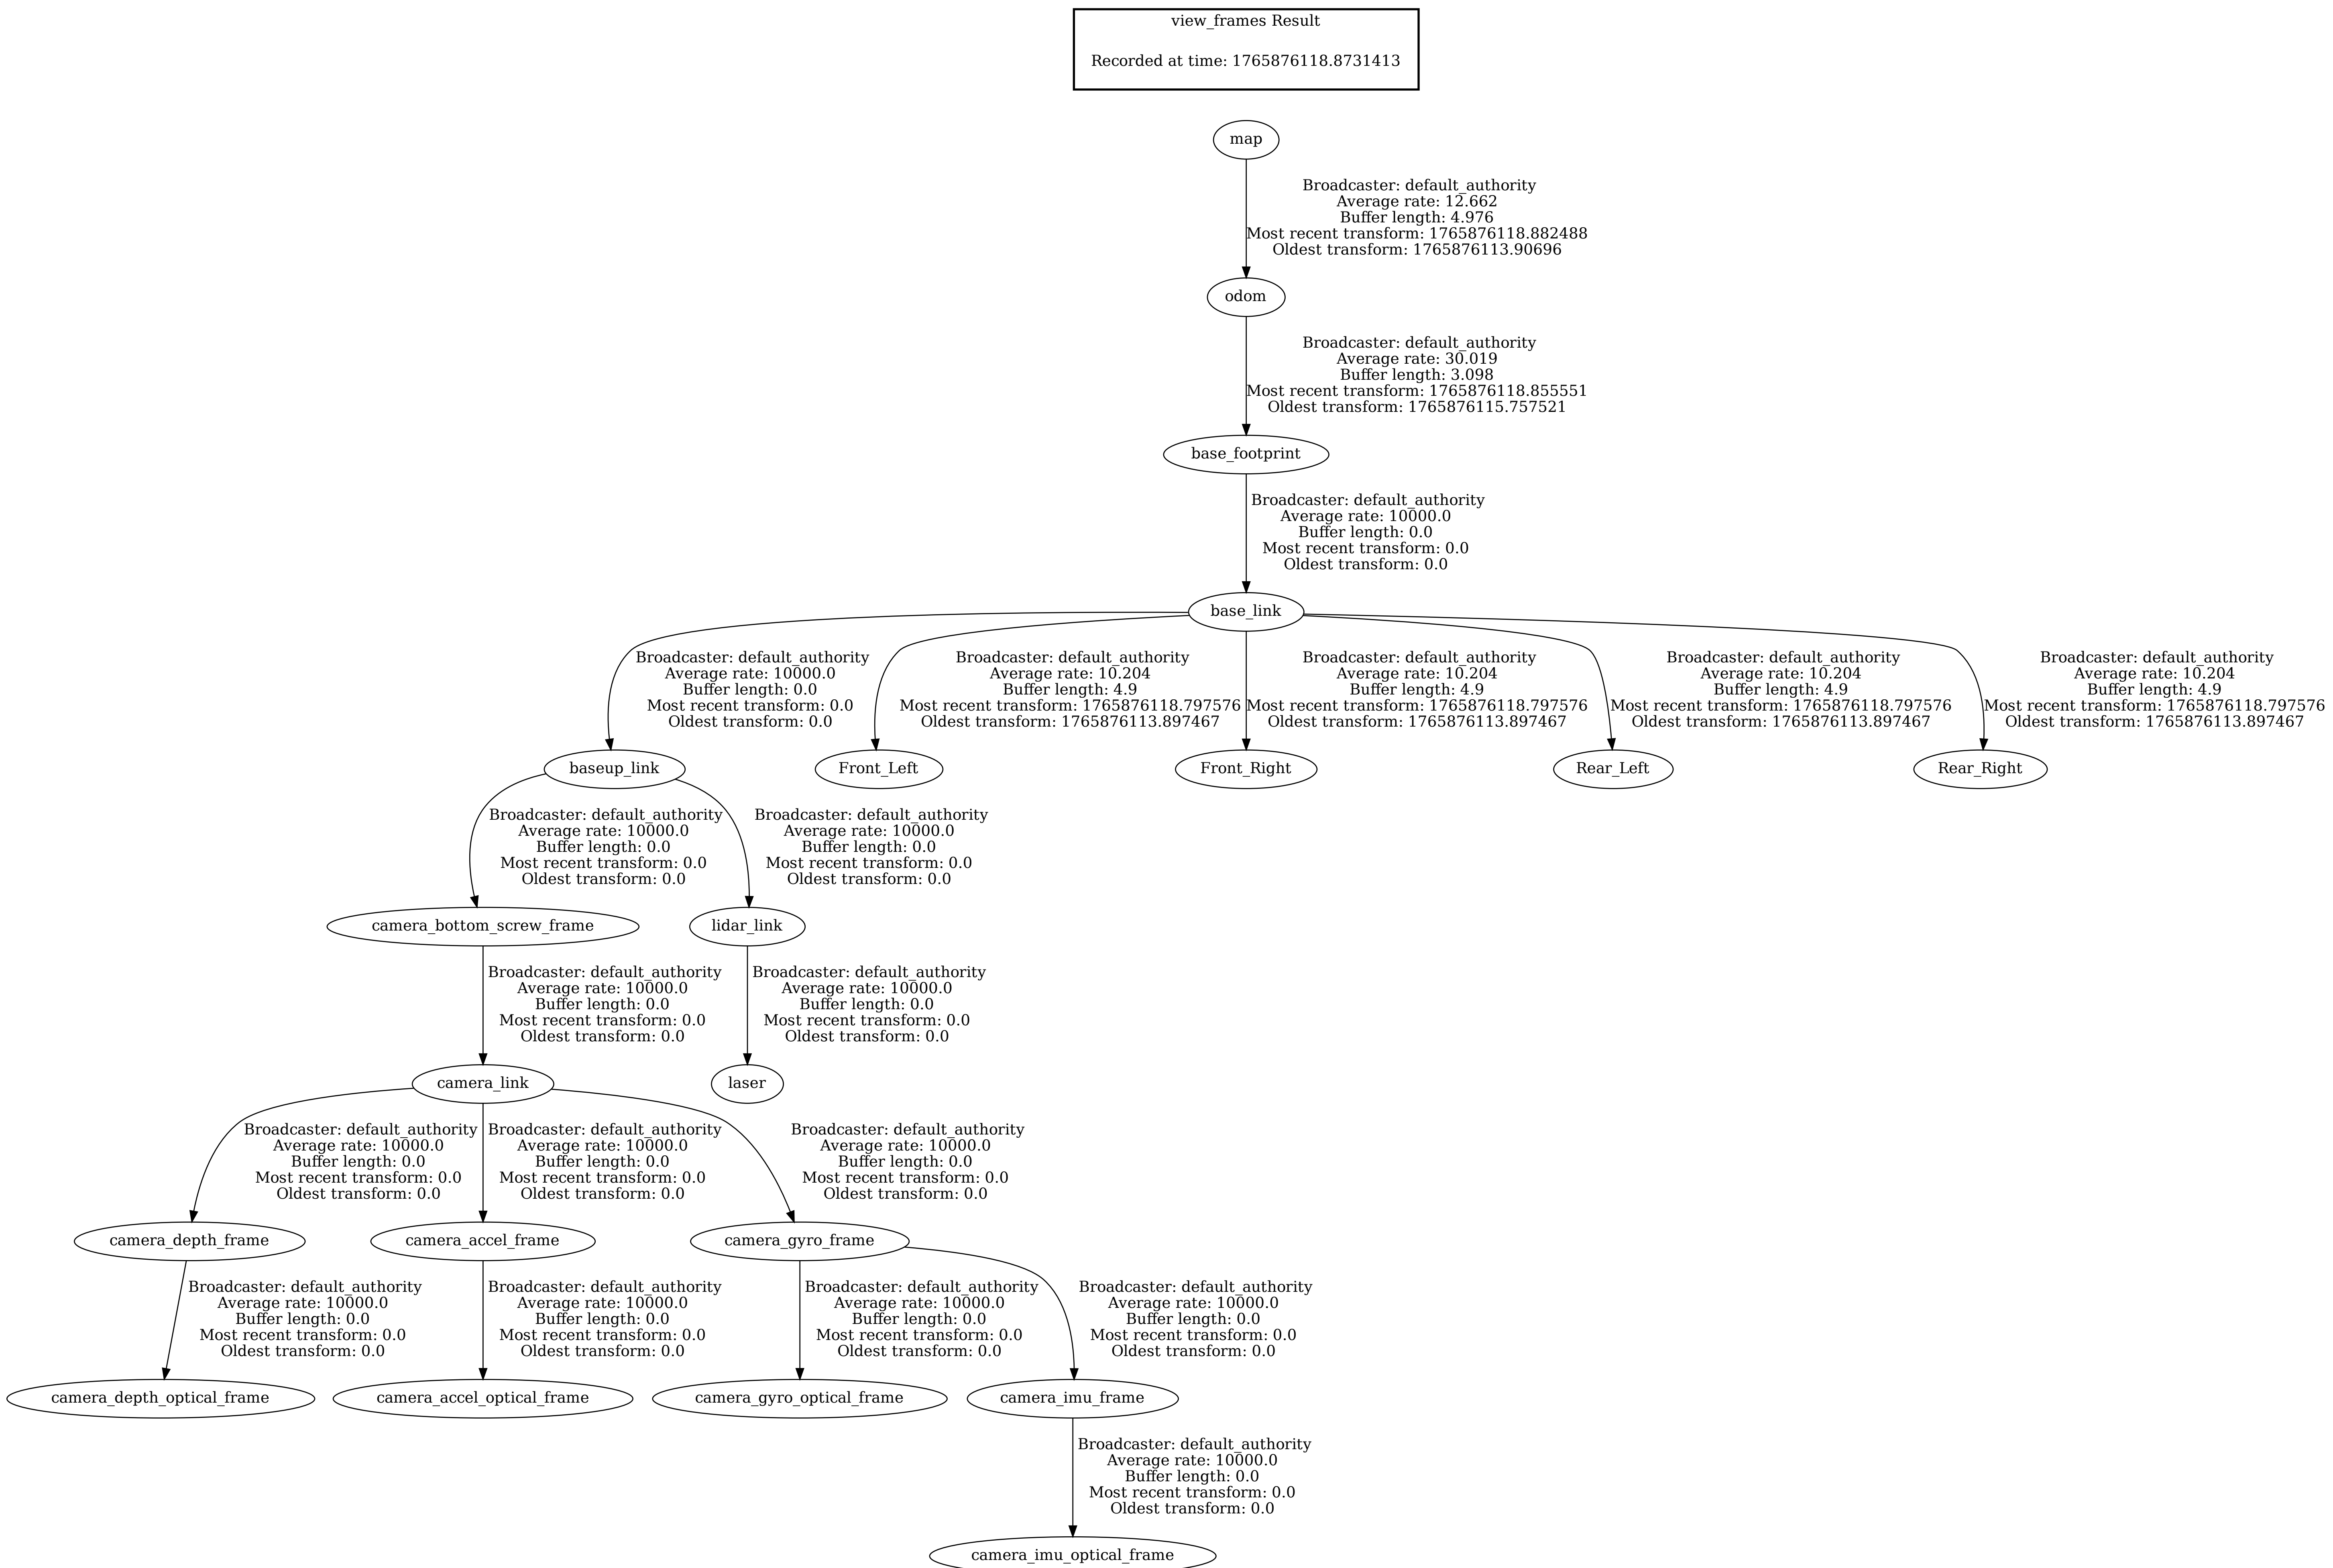 view_frames Result
Recorded at time: 1765876118.8731413
map
Broadcaster: default_authority
Average rate: 12.662
Buffer length: 4.976
Most recent transform: 1765876118.882488
Oldest transform: 1765876113.90696
odom
Broadcaster: default_authority
Average rate: 30.019
Buffer length: 3.098
Most recent transform: 1765876118.855551
Oldest transform: 1765876115.757521
base_footprint
Broadcaster: default_authority
Average rate: 10000.0
Buffer length: 0.0
Most recent transform: 0.0
Oldest transform: 0.0
base_link
Broadcaster: default_authority
Average rate: 10000.0
Buffer length: 0.0
Most recent transform: 0.0
Oldest transform: 0.0
Broadcaster: default_authority
Average rate: 10.204
Buffer length: 4.9
Most recent transform: 1765876118.797576
Oldest transform: 1765876113.897467
Broadcaster: default_authority
Average rate: 10.204
Buffer length: 4.9
Most recent transform: 1765876118.797576
Oldest transform: 1765876113.897467
Broadcaster: default_authority
Average rate: 10.204
Buffer length: 4.9
Most recent transform: 1765876118.797576
Oldest transform: 1765876113.897467
Broadcaster: default_authority
Average rate: 10.204
Buffer length: 4.9
Most recent transform: 1765876118.797576
Oldest transform: 1765876113.897467
baseup_link
Front_Left
Front_Right
Rear_Left
Rear_Right
Broadcaster: default_authority
Average rate: 10000.0
Buffer length: 0.0
Most recent transform: 0.0
Oldest transform: 0.0
Broadcaster: default_authority
Average rate: 10000.0
Buffer length: 0.0
Most recent transform: 0.0
Oldest transform: 0.0
camera_bottom_screw_frame
lidar_link
Broadcaster: default_authority
Average rate: 10000.0
Buffer length: 0.0
Most recent transform: 0.0
Oldest transform: 0.0
Broadcaster: default_authority
Average rate: 10000.0
Buffer length: 0.0
Most recent transform: 0.0
Oldest transform: 0.0
camera_link
laser
Broadcaster: default_authority
Average rate: 10000.0
Buffer length: 0.0
Most recent transform: 0.0
Oldest transform: 0.0
Broadcaster: default_authority
Average rate: 10000.0
Buffer length: 0.0
Most recent transform: 0.0
Oldest transform: 0.0
Broadcaster: default_authority
Average rate: 10000.0
Buffer length: 0.0
Most recent transform: 0.0
Oldest transform: 0.0
camera_depth_frame
camera_accel_frame
camera_gyro_frame
Broadcaster: default_authority
Average rate: 10000.0
Buffer length: 0.0
Most recent transform: 0.0
Oldest transform: 0.0
Broadcaster: default_authority
Average rate: 10000.0
Buffer length: 0.0
Most recent transform: 0.0
Oldest transform: 0.0
Broadcaster: default_authority
Average rate: 10000.0
Buffer length: 0.0
Most recent transform: 0.0
Oldest transform: 0.0
Broadcaster: default_authority
Average rate: 10000.0
Buffer length: 0.0
Most recent transform: 0.0
Oldest transform: 0.0
camera_depth_optical_frame
camera_accel_optical_frame
camera_gyro_optical_frame
camera_imu_frame
Broadcaster: default_authority
Average rate: 10000.0
Buffer length: 0.0
Most recent transform: 0.0
Oldest transform: 0.0
camera_imu_optical_frame